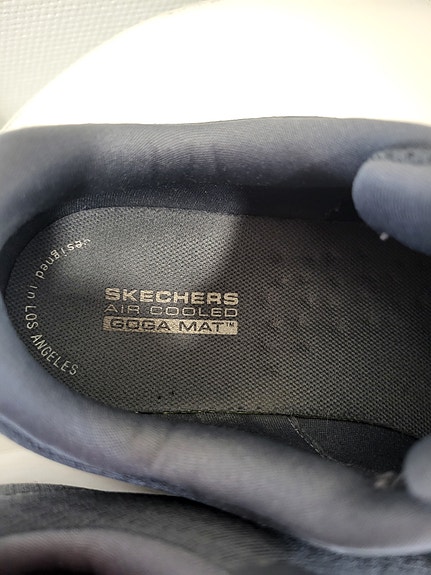 SKECHERS
AIR COOLED
GOGA MAT™
designed in LOS ANGELES